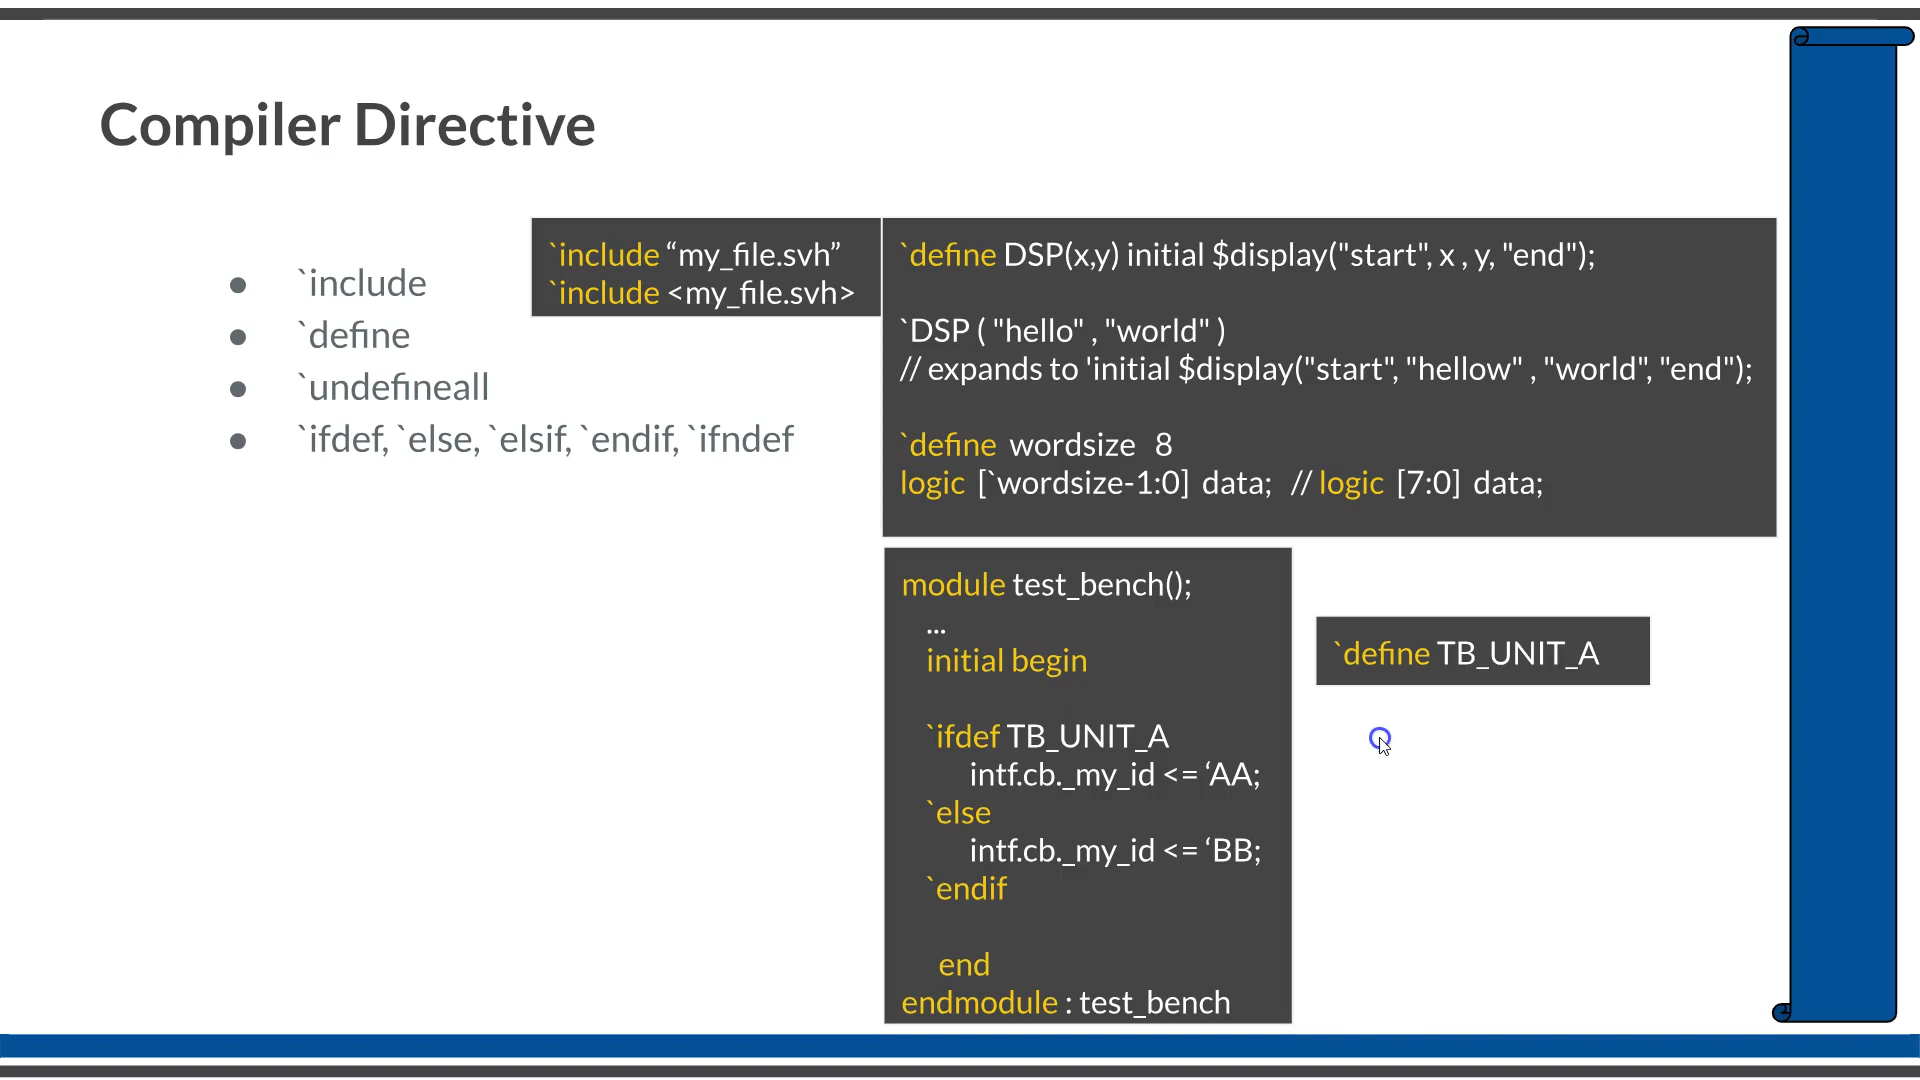 Compiler Directive
● `include
● `define
● `undefineall
● `ifdef, `else, `elsif, `endif, `ifndef
`include “my_file.svh”
`include <my_file.svh>
`define DSP(x,y) initial $display("start", x , y, "end");
`DSP ( "hello" , "world" )
// expands to 'initial $display("start", "hellow" , "world", "end");
`define wordsize 8
logic [`wordsize-1:0] data; // logic [7:0] data;
module test_bench();
...
initial begin
`ifdef TB_UNIT_A
intf.cb._my_id <= ‘AA;
`else
intf.cb._my_id <= ‘BB;
`endif
end
endmodule : test_bench
`define TB_UNIT_A